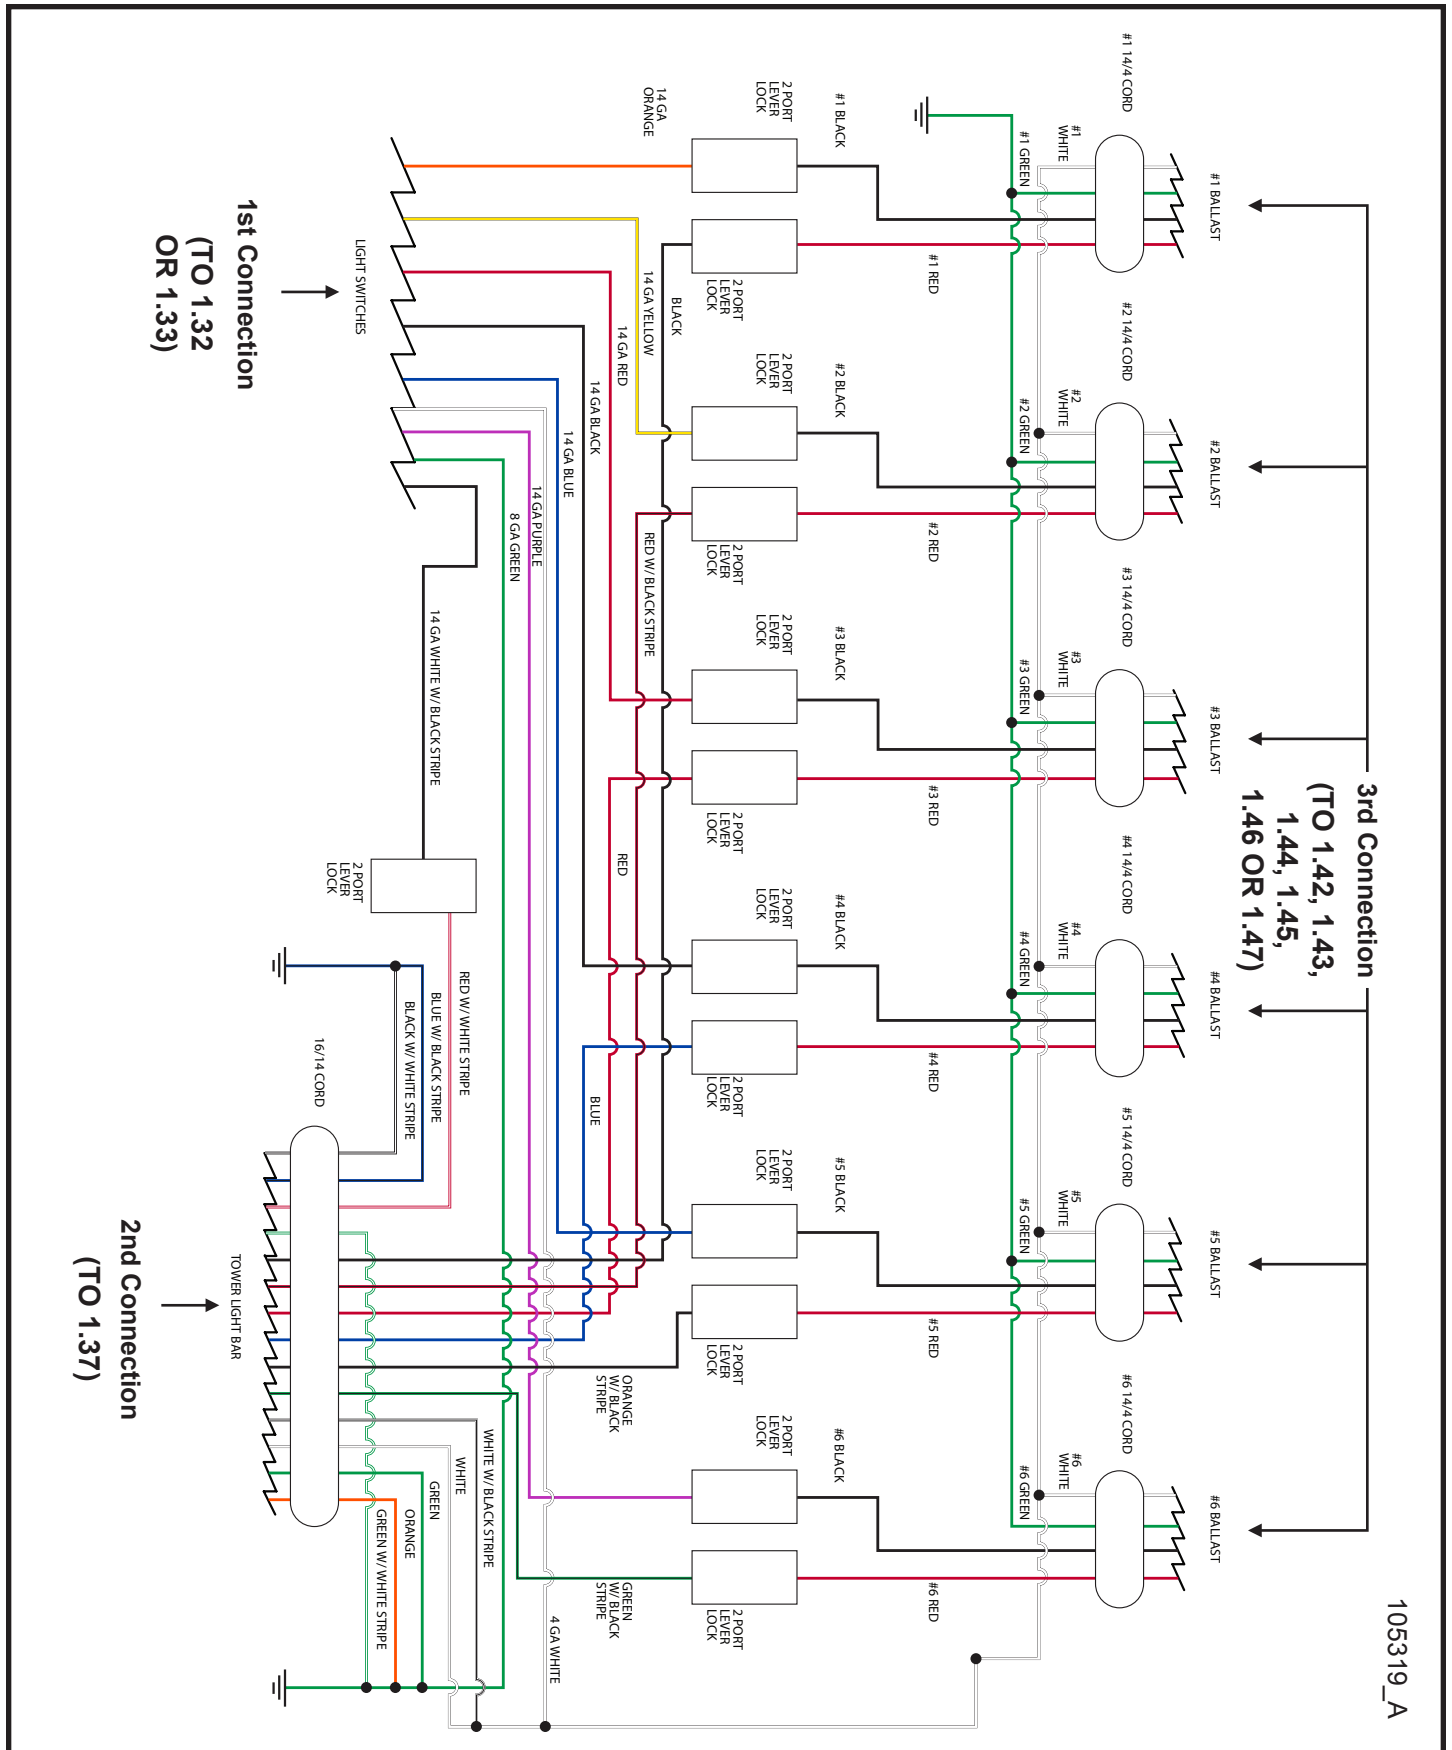 105319_A
3rd Connection
(TO 1.42, 1.43,
1.44, 1.45,
1.46 OR 1.47)
#1 BALLAST
#2 BALLAST
#3 BALLAST
#4 BALLAST
#5 BALLAST
#6 BALLAST
#1 14/4 CORD
#2 14/4 CORD
#3 14/4 CORD
#4 14/4 CORD
#5 14/4 CORD
#6 14/4 CORD
#1
WHITE
#2
WHITE
#3
WHITE
#4
WHITE
#5
WHITE
#6
WHITE
#1 GREEN
#2 GREEN
#3 GREEN
#4 GREEN
#5 GREEN
#6 GREEN
#1 RED
#2 RED
#3 RED
#4 RED
#5 RED
#6 RED
#1 BLACK
#2 BLACK
#3 BLACK
#4 BLACK
#5 BLACK
#6 BLACK
2 PORT
LEVER
LOCK
2 PORT
LEVER
LOCK
2 PORT
LEVER
LOCK
2 PORT
LEVER
LOCK
2 PORT
LEVER
LOCK
2 PORT
LEVER
LOCK
2 PORT
LEVER
LOCK
2 PORT
LEVER
LOCK
2 PORT
LEVER
LOCK
2 PORT
LEVER
LOCK
2 PORT
LEVER
LOCK
2 PORT
LEVER
LOCK
14 GA
ORANGE
BLACK
14 GA YELLOW
RED W/ BLACK STRIPE
14 GA RED
RED
14 GA BLACK
BLUE
14 GA BLUE
ORANGE
W/ BLACK
STRIPE
GREEN
W/ BLACK
STRIPE
14 GA PURPLE
8 GA GREEN
4 GA WHITE
14 GA WHITE W/ BLACK STRIPE
2 PORT
LEVER
LOCK
RED W/ WHITE STRIPE
BLUE W/ BLACK STRIPE
BLACK W/ WHITE STRIPE
WHITE W/ BLACK STRIPE
WHITE
GREEN
ORANGE
GREEN W/ WHITE STRIPE
16/14 CORD
LIGHT SWITCHES
TOWER LIGHT BAR
1st Connection
(TO 1.32
OR 1.33)
2nd Connection
(TO 1.37)